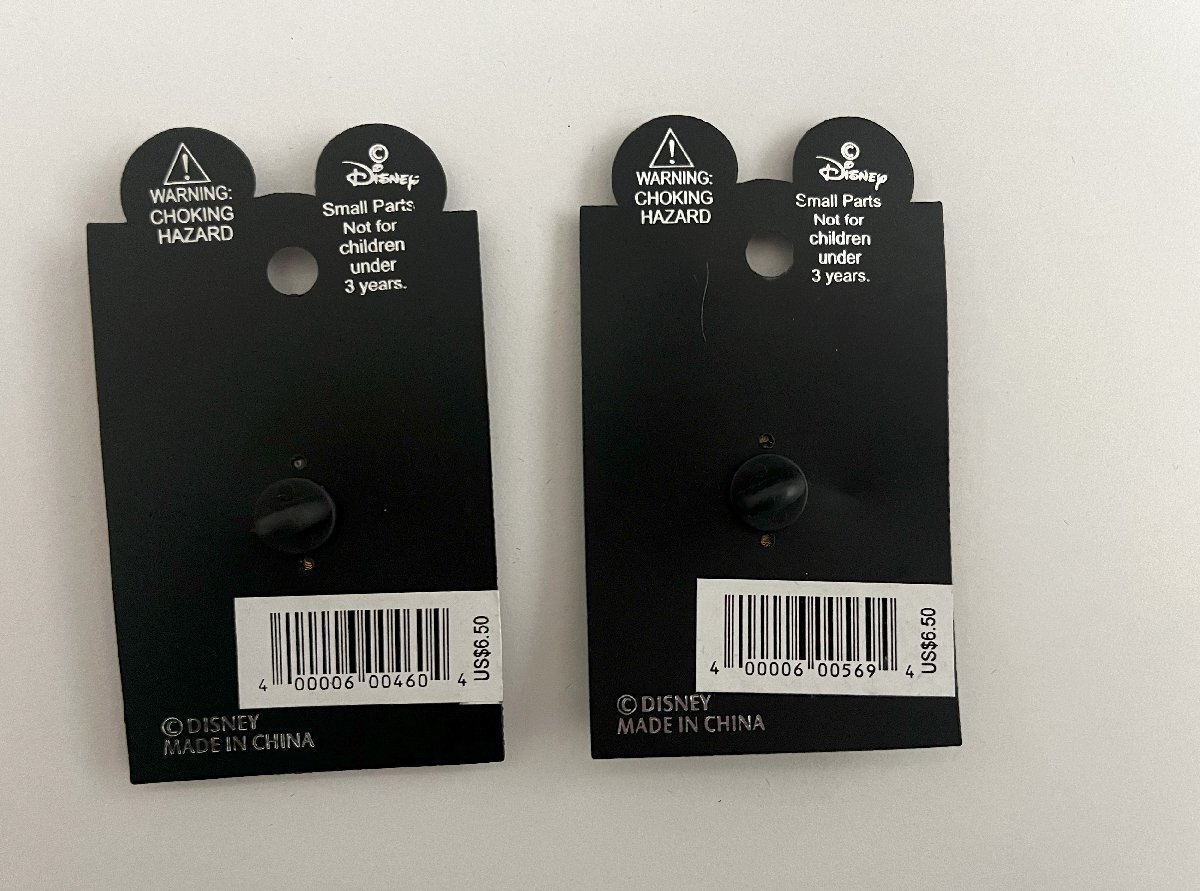 WARNING:
CHOKING
HAZARD
©
Disney
Small Parts
Not for
children
under
3 years.
4 00006 00460 4
US$6.50
© DISNEY
MADE IN CHINA
WARNING:
CHOKING
HAZARD
©
Disney
Small Parts
Not for
children
under
3 years.
4 00006 00569 4
US$6.50
© DISNEY
MADE IN CHINA